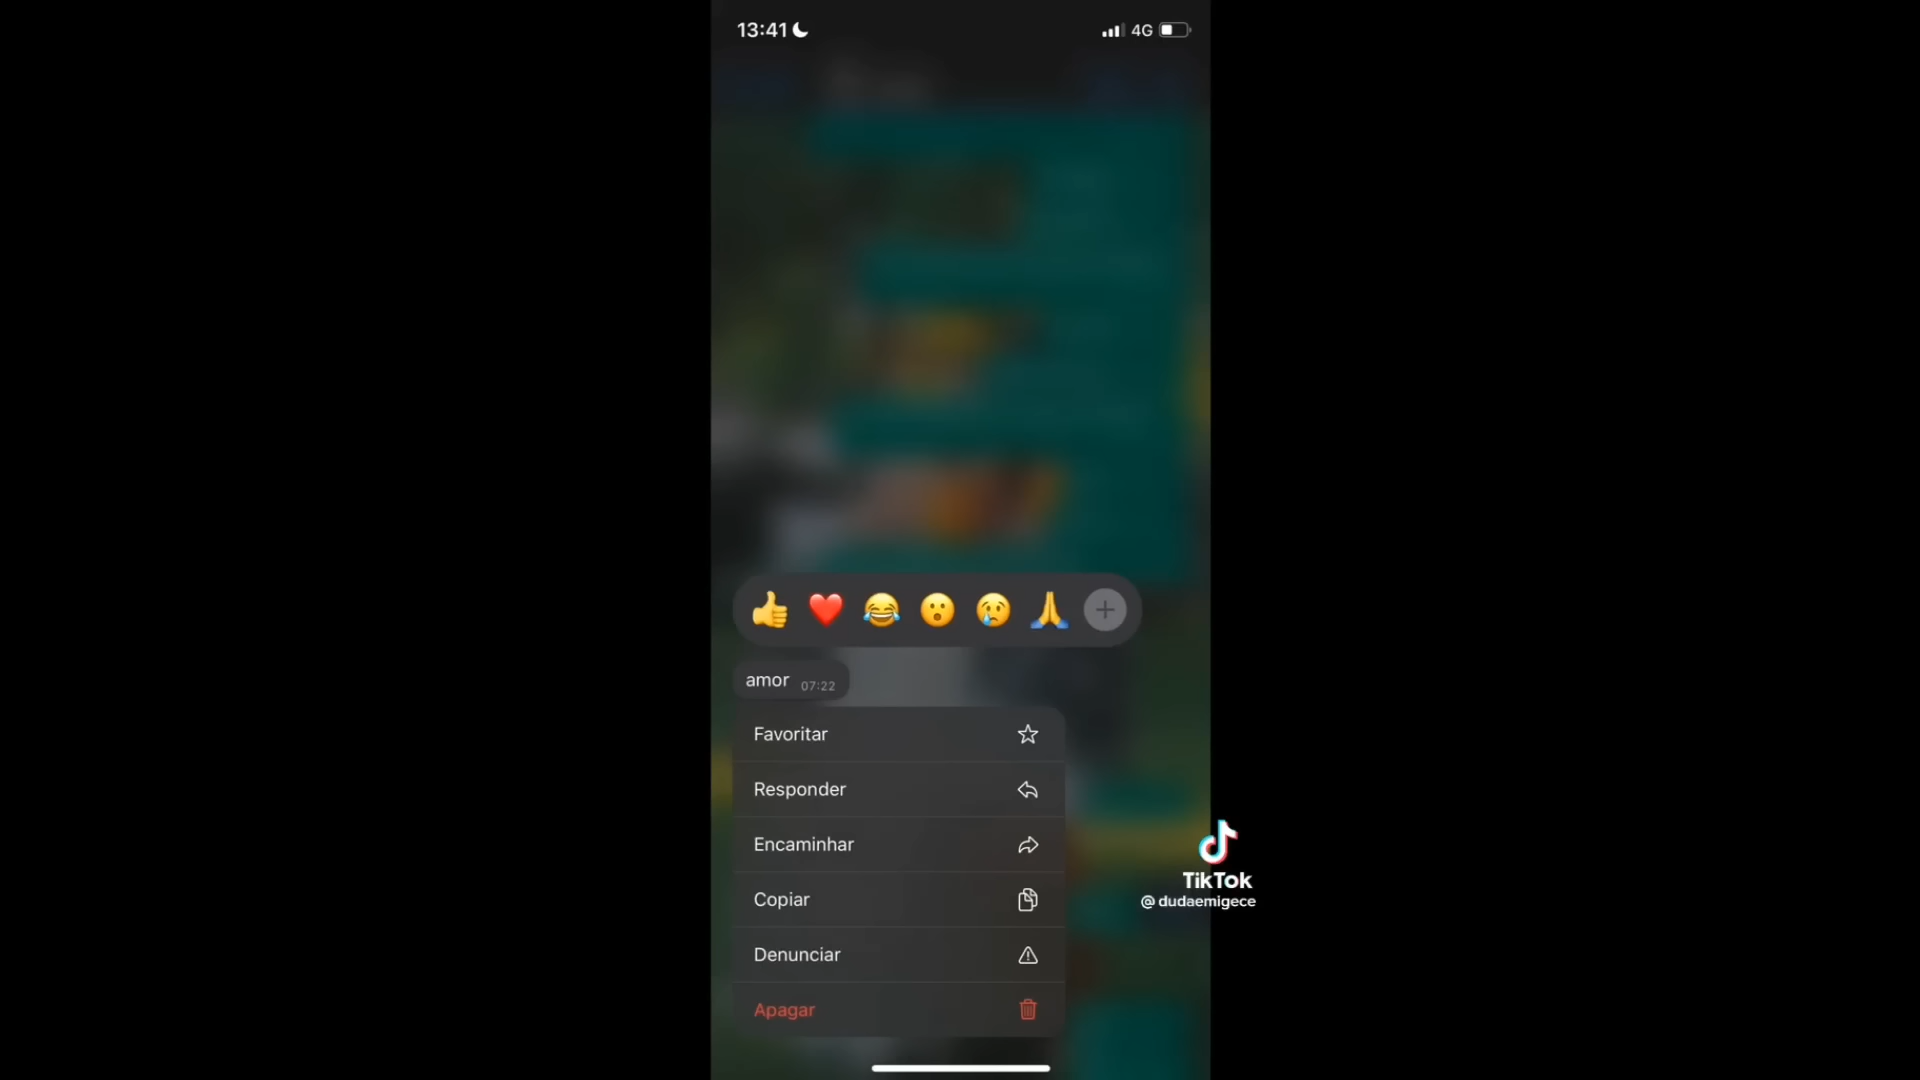 13:41
4G
amor 07:22
Favoritar
Responder
Encaminhar
Copiar
Denunciar
Apagar
TikTok
@dudaemigece